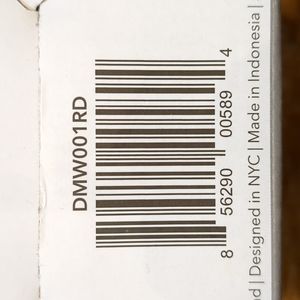 DMW001RD
8 56290 00589 4
d | Designed in NYC | Made in Indonesia |